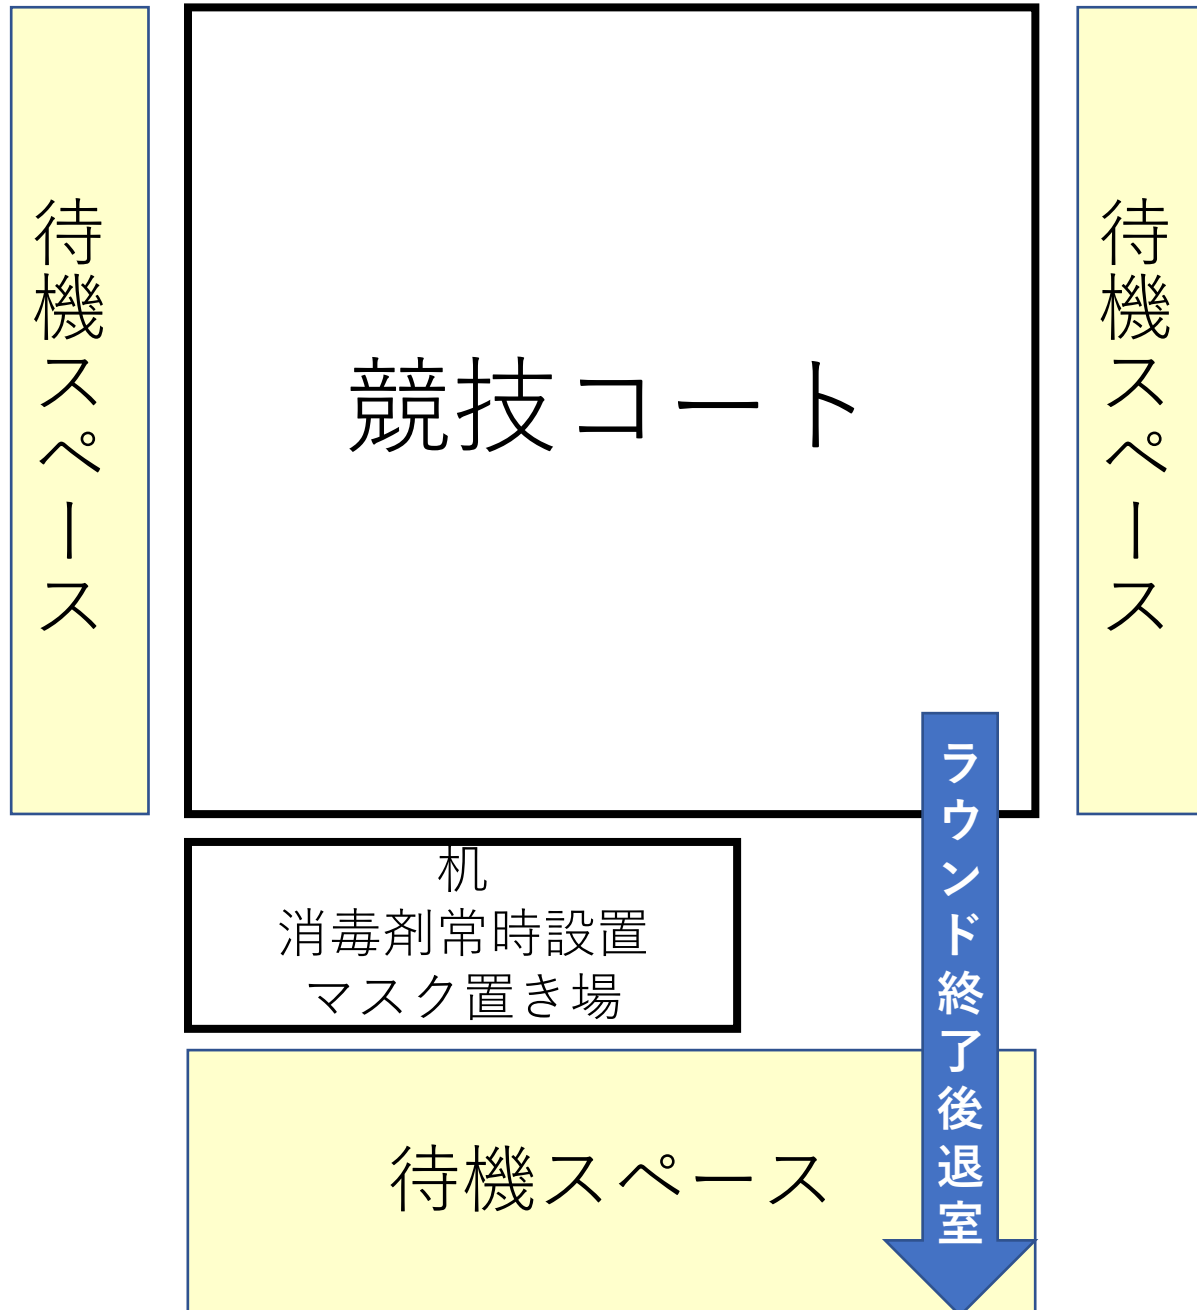 待機スペース
競技コート
待機スペース
ラウンド終了後退室
机
消毒剤常時設置
マスク置き場
待機スペース